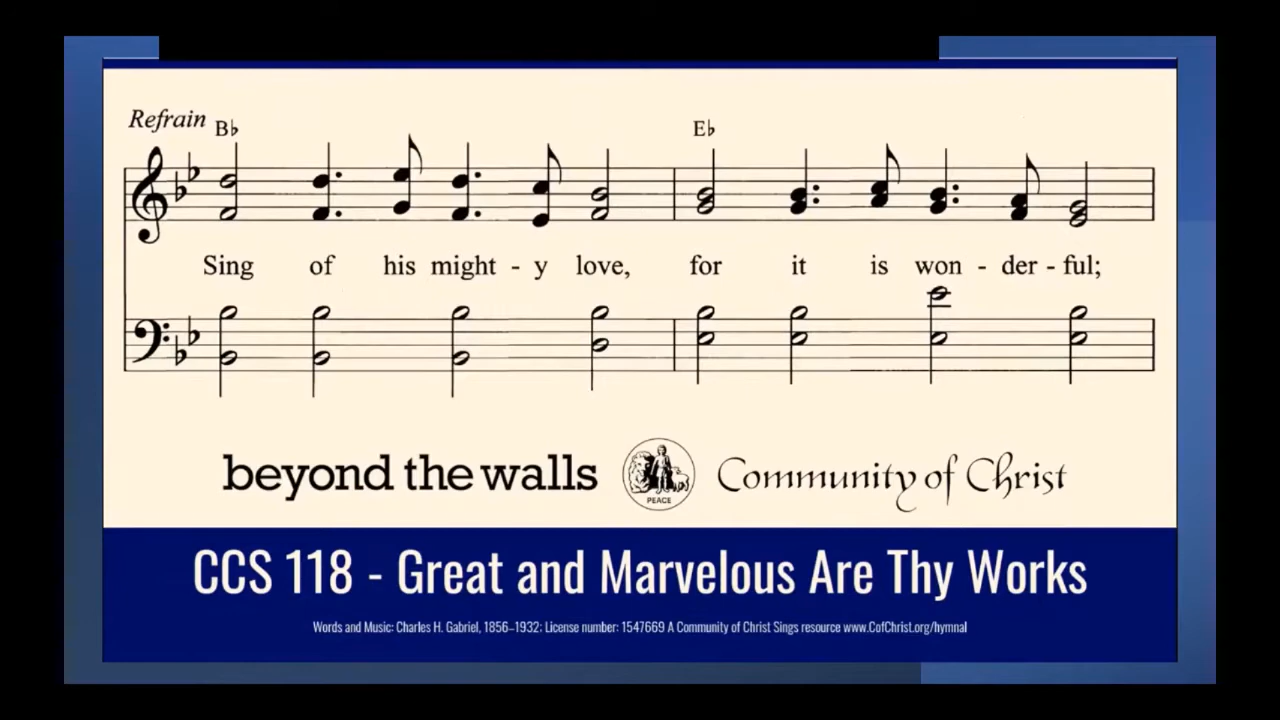 Refrain B♭ E♭
Sing of his might - y love, for it is won - der - ful;
beyond the walls PEACE Community of Christ
CCS 118 - Great and Marvelous Are Thy Works
Words and Music: Charles H. Gabriel, 1856–1932; License number: 1547669 A Community of Christ Sings resource www.CofChrist.org/hymnal